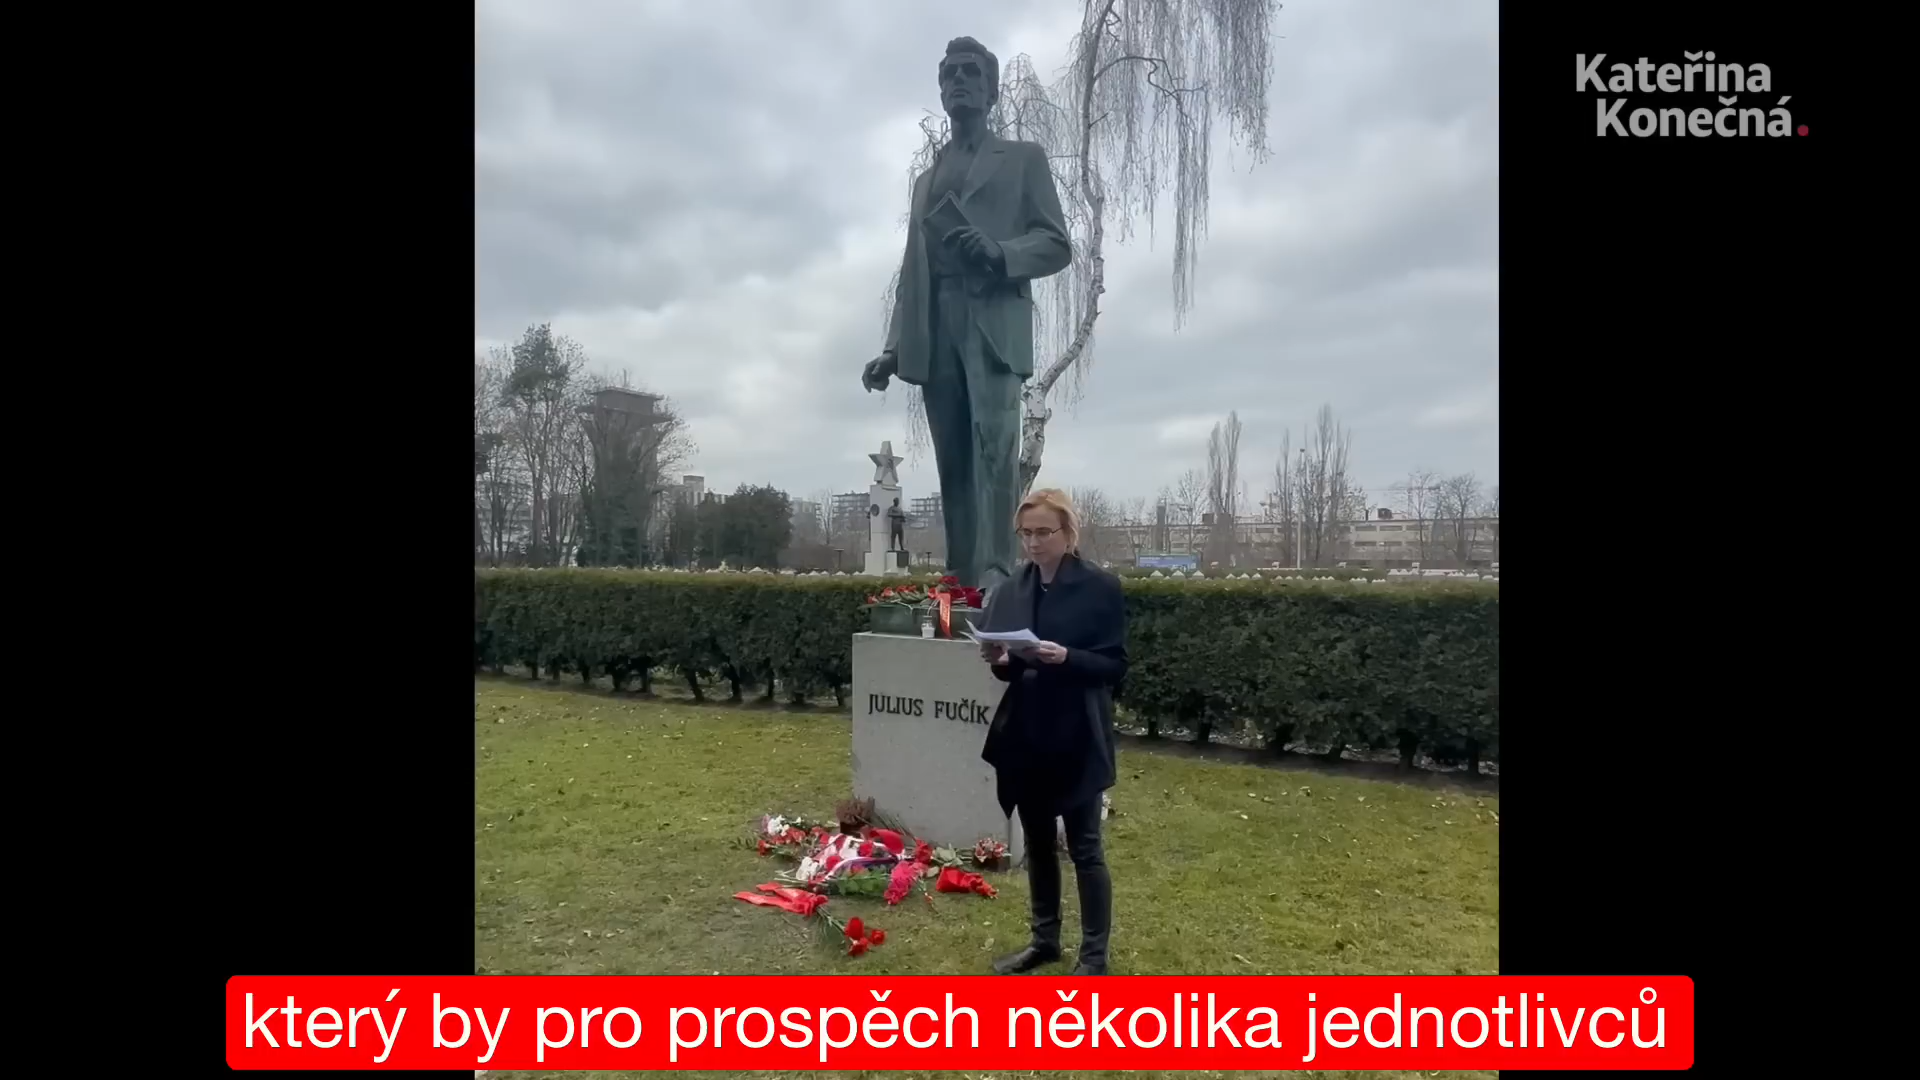 Kateřina
Konečná.
JULIUS FUČÍK
který by pro prospěch několika jednotlivců